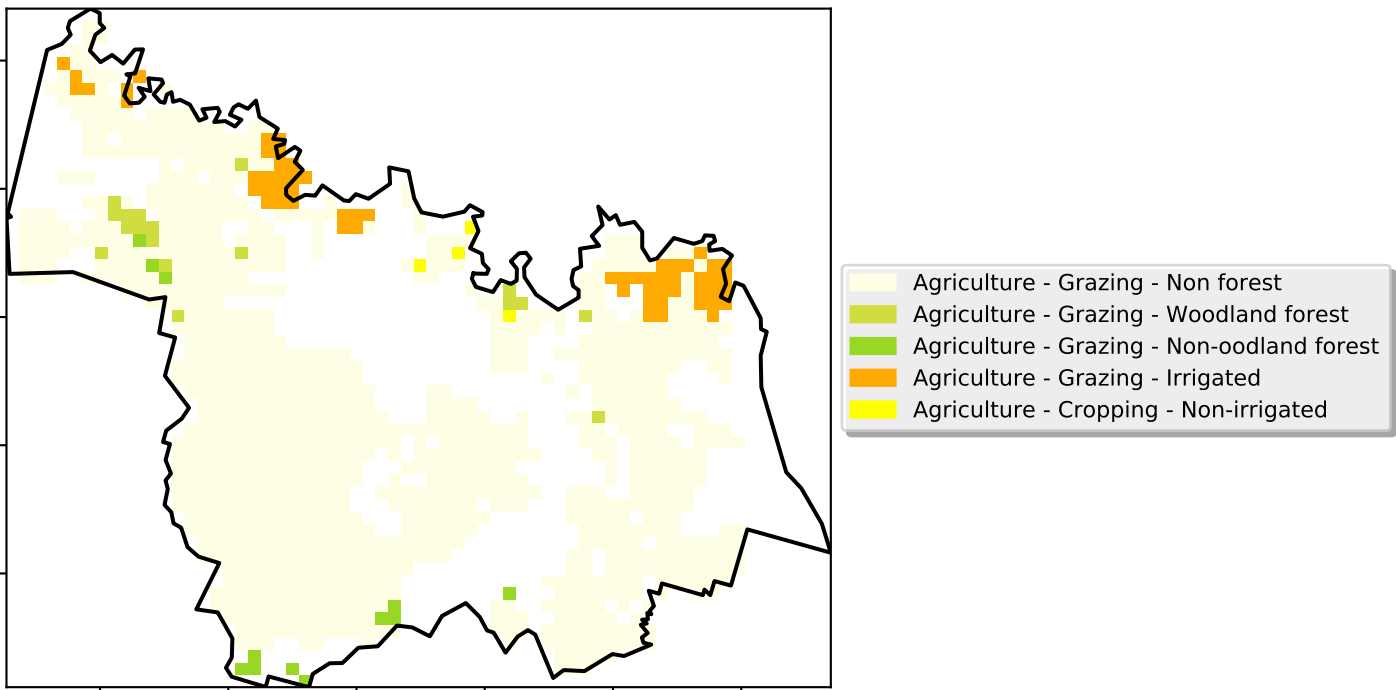 Agriculture - Grazing - Non forest
Agriculture - Grazing - Woodland forest
Agriculture - Grazing - Non-oodland forest
Agriculture - Grazing - Irrigated
Agriculture - Cropping - Non-irrigated